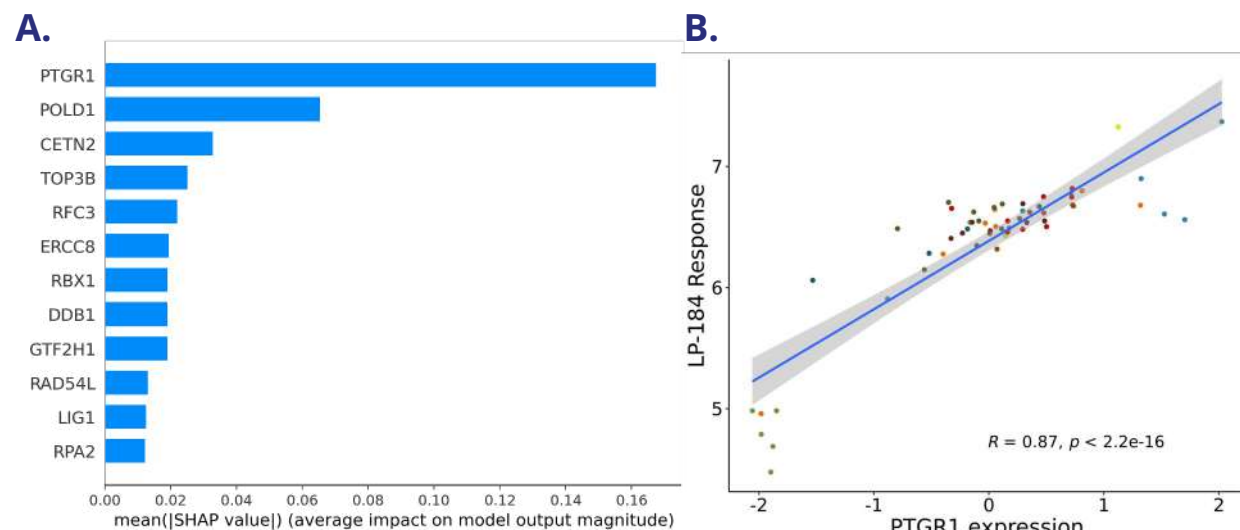 A.
PTGR1
POLD1
CETN2
TOP3B
RFC3
ERCC8
RBX1
DDB1
GTF2H1
RAD54L
LIG1
RPA2
0.00 0.02 0.04 0.06 0.08 0.10 0.12 0.14 0.16
mean(|SHAP value|) (average impact on model output magnitude)
B.
LP-184 Response
7
6
5
R = 0.87, p < 2.2e-16
-2 -1 0 1 2
PTGR1 expression